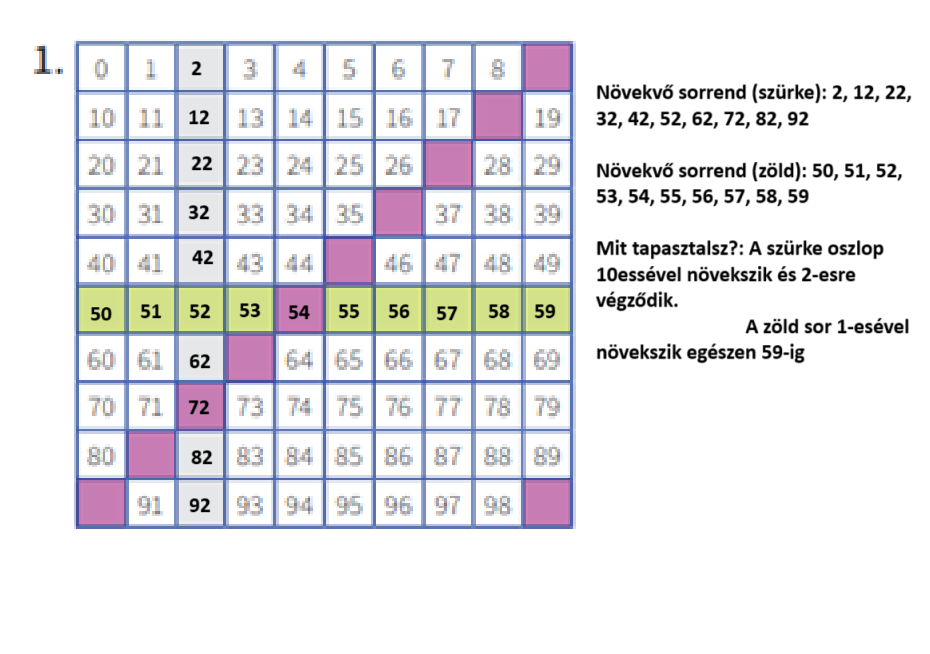 1.
0 1 2 3 4 5 6 7 8
10 11 12 13 14 15 16 17 19
20 21 22 23 24 25 26 28 29
30 31 32 33 34 35 37 38 39
40 41 42 43 44 46 47 48 49
50 51 52 53 54 55 56 57 58 59
60 61 62 64 65 66 67 68 69
70 71 72 73 74 75 76 77 78 79
80 82 83 84 85 86 87 88 89
91 92 93 94 95 96 97 98
Növekvő sorrend (szürke): 2, 12, 22,
32, 42, 52, 62, 72, 82, 92
Növekvő sorrend (zöld): 50, 51, 52,
53, 54, 55, 56, 57, 58, 59
Mit tapasztalsz?: A szürke oszlop
10essével növekszik és 2-esre
végződik.
A zöld sor 1-esével
növekszik egészen 59-ig